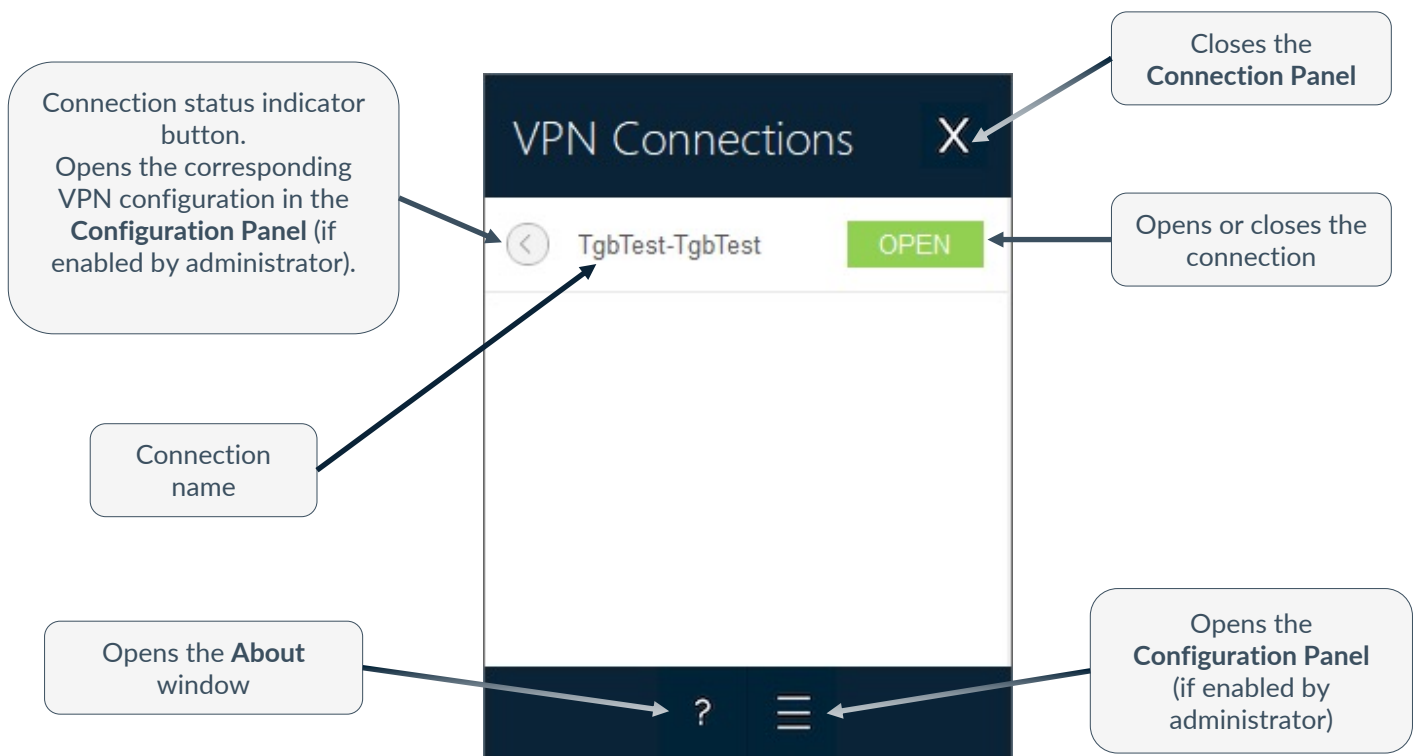 Closes the
Connection Panel
Connection status indicator
button.
Opens the corresponding
VPN configuration in the
Configuration Panel (if
enabled by administrator).
VPN Connections X
TgbTest-TgbTest OPEN
Opens or closes the
connection
Connection
name
Opens the About
window
?
Opens the
Configuration Panel
(if enabled by
administrator)